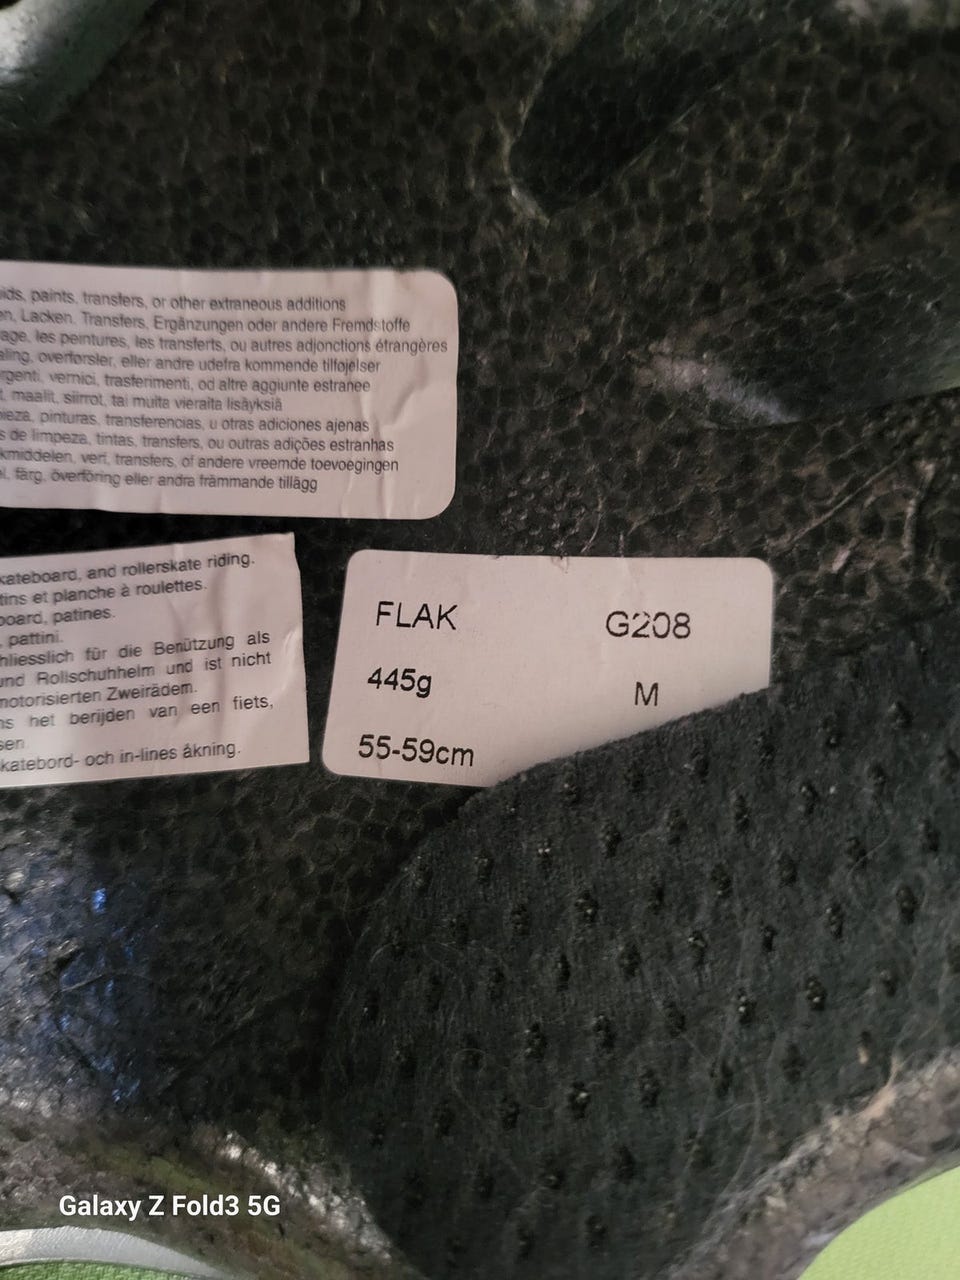 ids, paints, transfers, or other extraneous additions
en, Lacken. Transfers, Ergänzungen oder andere Fremdstoffe
age, les peintures, les transferts, ou autres adjonctions étrangères
aling, overførsler, eller andre udefra kommende tilføjelser
rgenti, vernici, trasferimenti, od altre aggiunte estranee
t, maalit, siirrot, tai muita vieraita lisäyksiä
pieza, pinturas, transferencias, u otras adiciones ajenas
s de limpeza, tintas, transfers, ou outras adições estranhas
kmiddelen, verf, transfers, of andere vreemde toevoegingen
l, färg, överföring eller andra främmande tillägg
kateboard, and rollerskate riding.
tins et planche à roulettes.
board, patines.
, pattini.
hliesslich für die Benützung als
und Rollschuhhelm und ist nicht
motorisierten Zweirädem.
ns het berijden van een fiets,
sen.
katebord- och in-lines åkning.
FLAK G208
445g M
55-59cm
Galaxy Z Fold3 5G